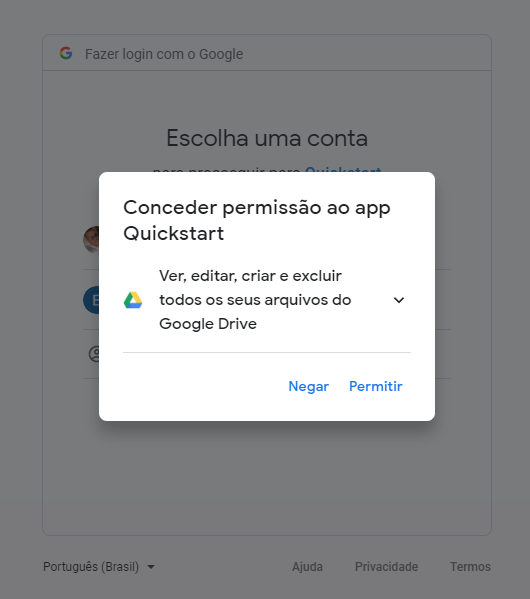 Fazer login com o Google
Escolha uma conta
para prosseguir para Quickstart
Conceder permissão ao app
Quickstart
Ver, editar, criar e excluir
todos os seus arquivos do
Google Drive
E
Negar Permitir
Português (Brasil) Ajuda Privacidade Termos